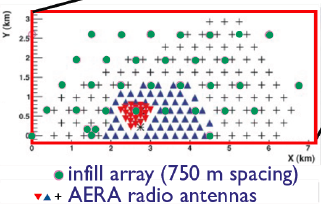 Y (km)
3
2.5
2
1.5
1
0.5
0
0 1 2 3 4 5 6 7
X (km)
infill array (750 m spacing)
AERA radio antennas